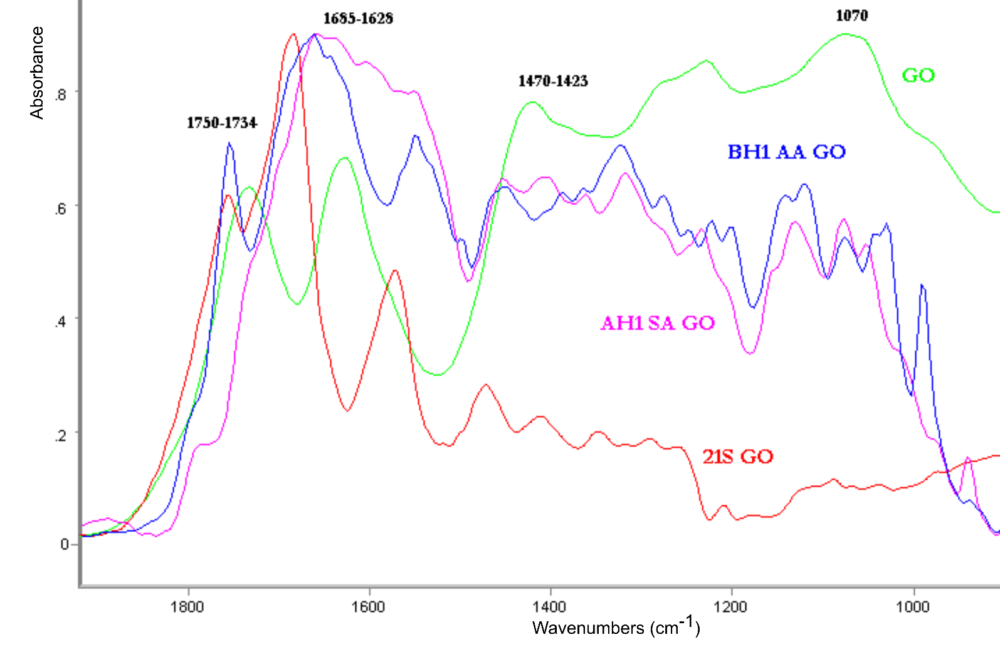 1685-1628
1070
Absorbance
GO
.8
1470-1423
1750-1734
BH1 AA GO
.6
.4
AH1 SA GO
.2
21S GO
0
1800
1600
1400
1200
1000
Wavenumbers (cm-1)